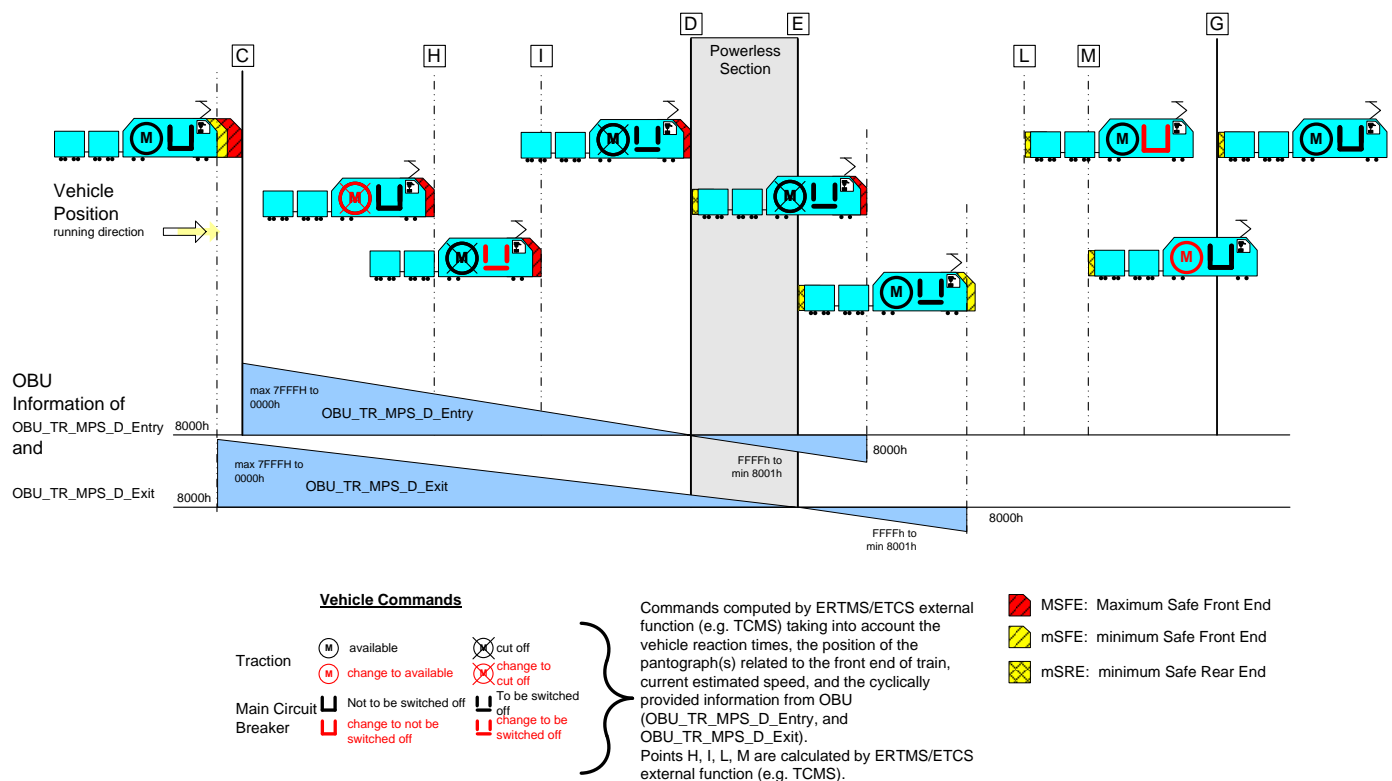 C
H
I
D
E
L
M
G
Powerless
Section
M
M
M
M
M
M
M
M
M
Vehicle
Position
running direction
OBU
Information of
OBU_TR_MPS_D_Entry
and
OBU_TR_MPS_D_Exit
8000h
max 7FFFH to
0000h
OBU_TR_MPS_D_Entry
8000h
FFFFh to
min 8001h
8000h
max 7FFFH to
0000h
OBU_TR_MPS_D_Exit
8000h
FFFFh to
min 8001h
Vehicle Commands
Traction
M available
M cut off
M change to available
M change to
cut off
Main Circuit
Breaker
Not to be switched off
To be switched
off
change to not be
switched off
change to be
switched off
Commands computed by ERTMS/ETCS external
function (e.g. TCMS) taking into account the
vehicle reaction times, the position of the
pantograph(s) related to the front end of train,
current estimated speed, and the cyclically
provided information from OBU
(OBU_TR_MPS_D_Entry, and
OBU_TR_MPS_D_Exit).
Points H, I, L, M are calculated by ERTMS/ETCS
external function (e.g. TCMS).
MSFE: Maximum Safe Front End
mSFE: minimum Safe Front End
mSRE: minimum Safe Rear End